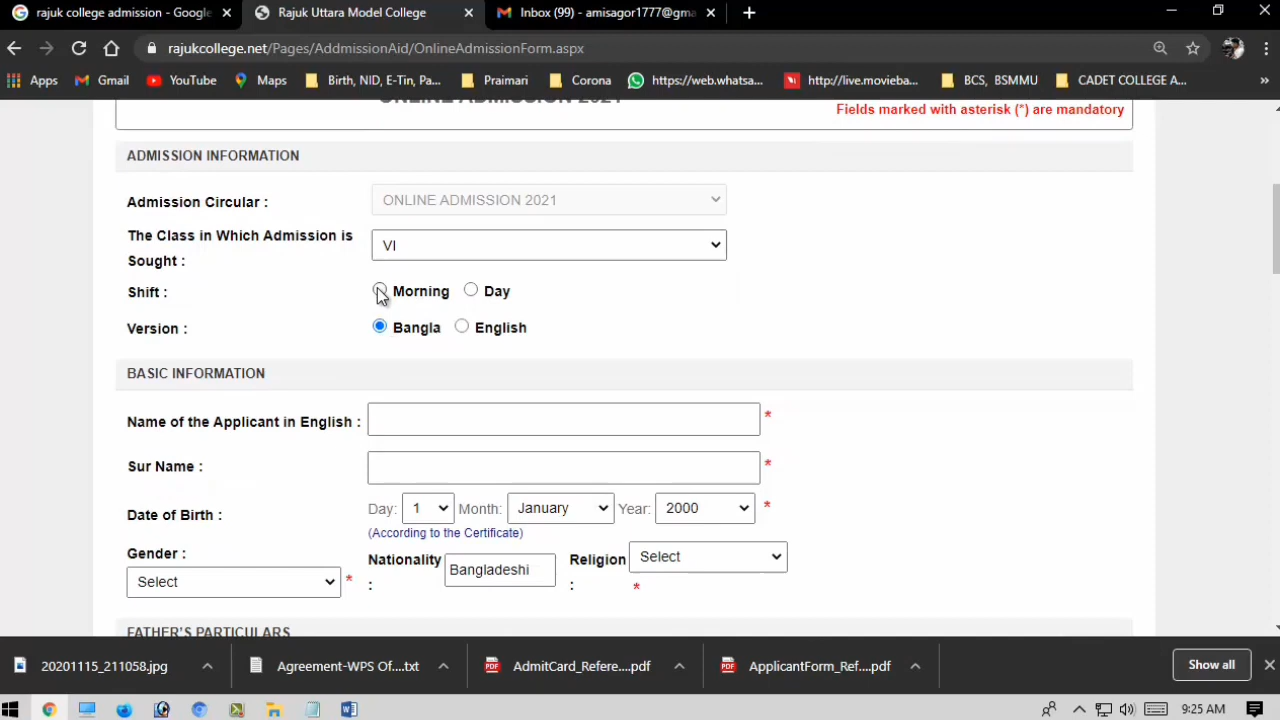 rajuk college admission - Google
Rajuk Uttara Model College
Inbox (99) - amisagor1777@gma
rajukcollege.net/Pages/AddmissionAid/OnlineAdmissionForm.aspx
Apps Gmail YouTube Maps Birth, NID, E-Tin, Pa... Praimari Corona https://web.whatsa... http://live.movieba... BCS, BSMMU CADET COLLEGE A... »
ONLINE ADMISSION 2021
Fields marked with asterisk (*) are mandatory
ADMISSION INFORMATION
Admission Circular : ONLINE ADMISSION 2021
The Class in Which Admission is
Sought :
VI
Shift : Morning Day
Version : Bangla English
BASIC INFORMATION
Name of the Applicant in English : *
Sur Name : *
Date of Birth : Day: 1 Month: January Year: 2000 *
(According to the Certificate)
Gender :
Select *
Nationality
:
Bangladeshi
Religion
:
Select
*
FATHER'S PARTICULARS
20201115_211058.jpg Agreement-WPS Of....txt AdmitCard_Refere....pdf ApplicantForm_Ref....pdf Show all
9:25 AM